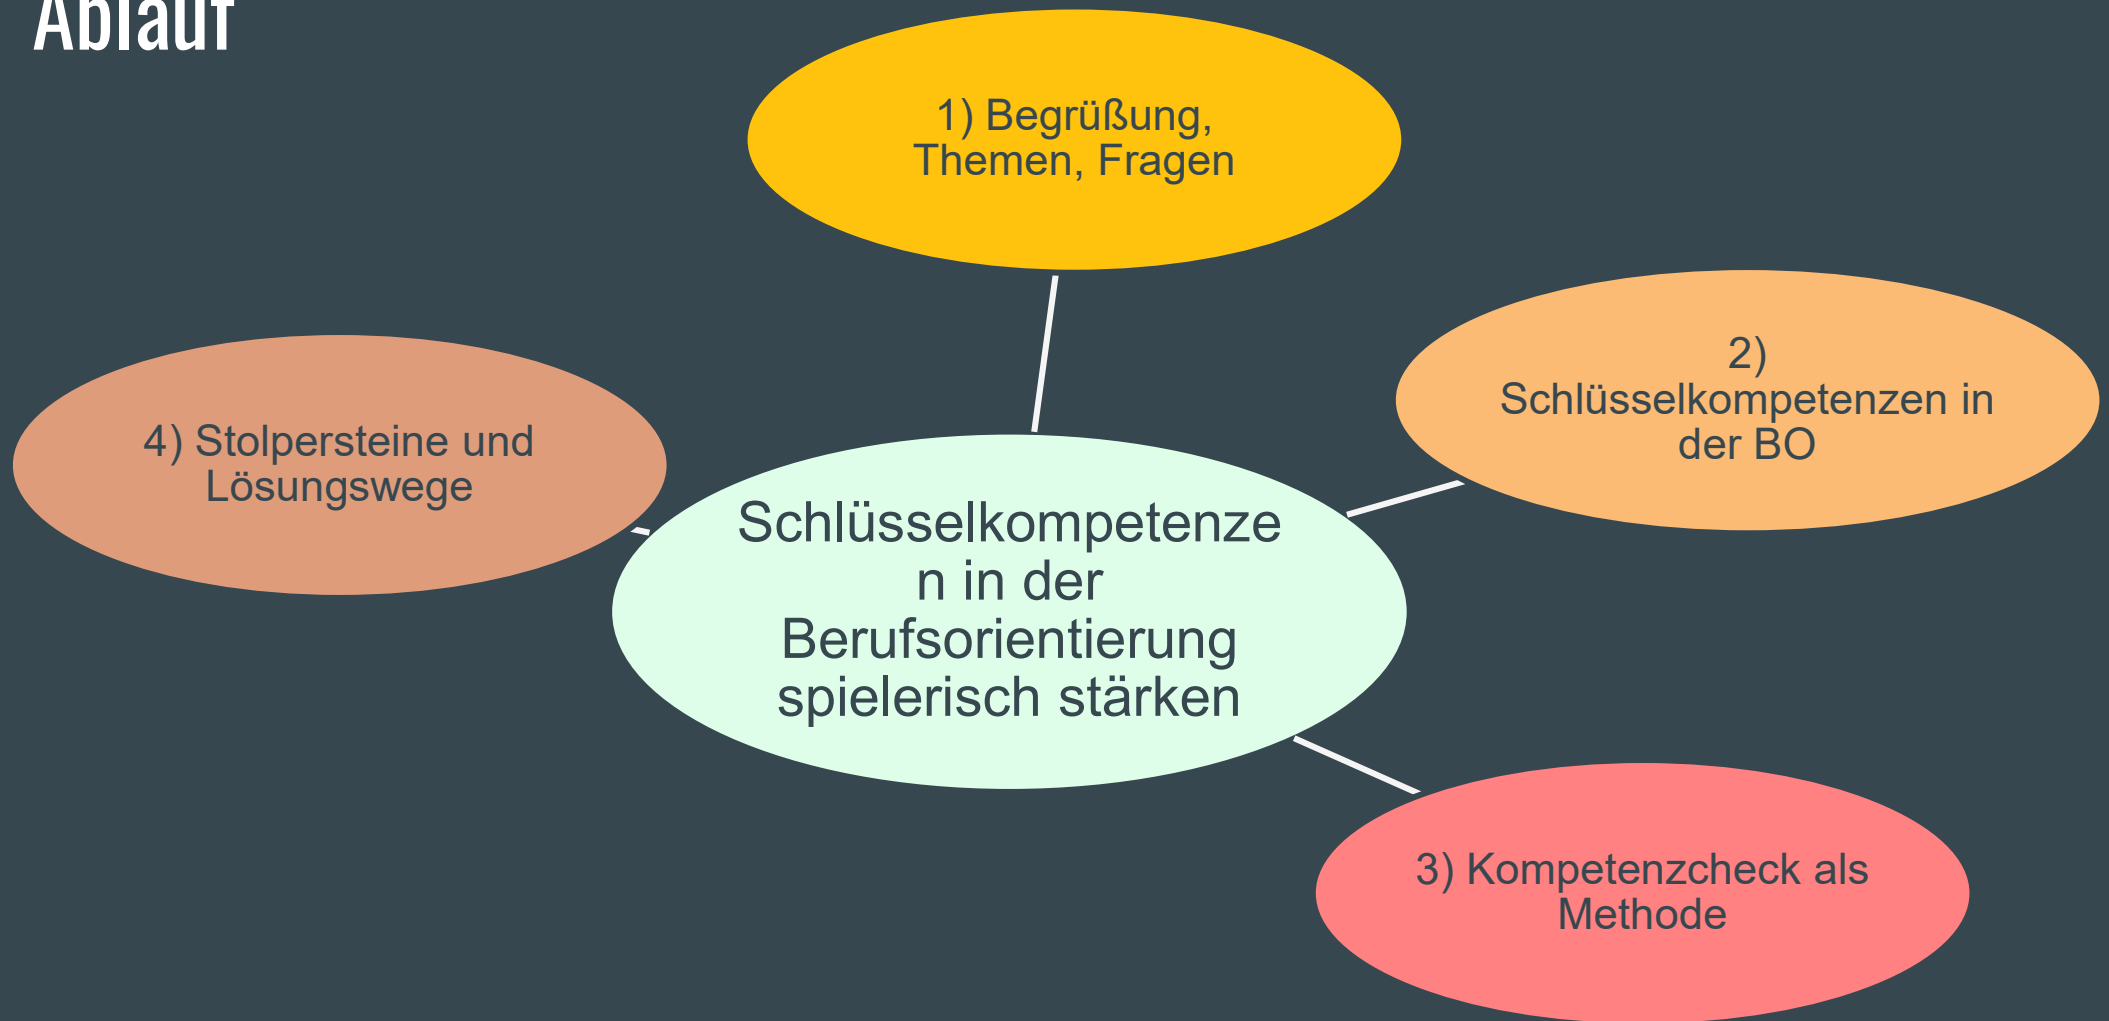 Ablauf
1) Begrüßung,
Themen, Fragen
2)
Schlüsselkompetenzen in
der BO
3) Kompetenzcheck als
Methode
4) Stolpersteine und
Lösungswege
Schlüsselkompetenze
n in der
Berufsorientierung
spielerisch stärken